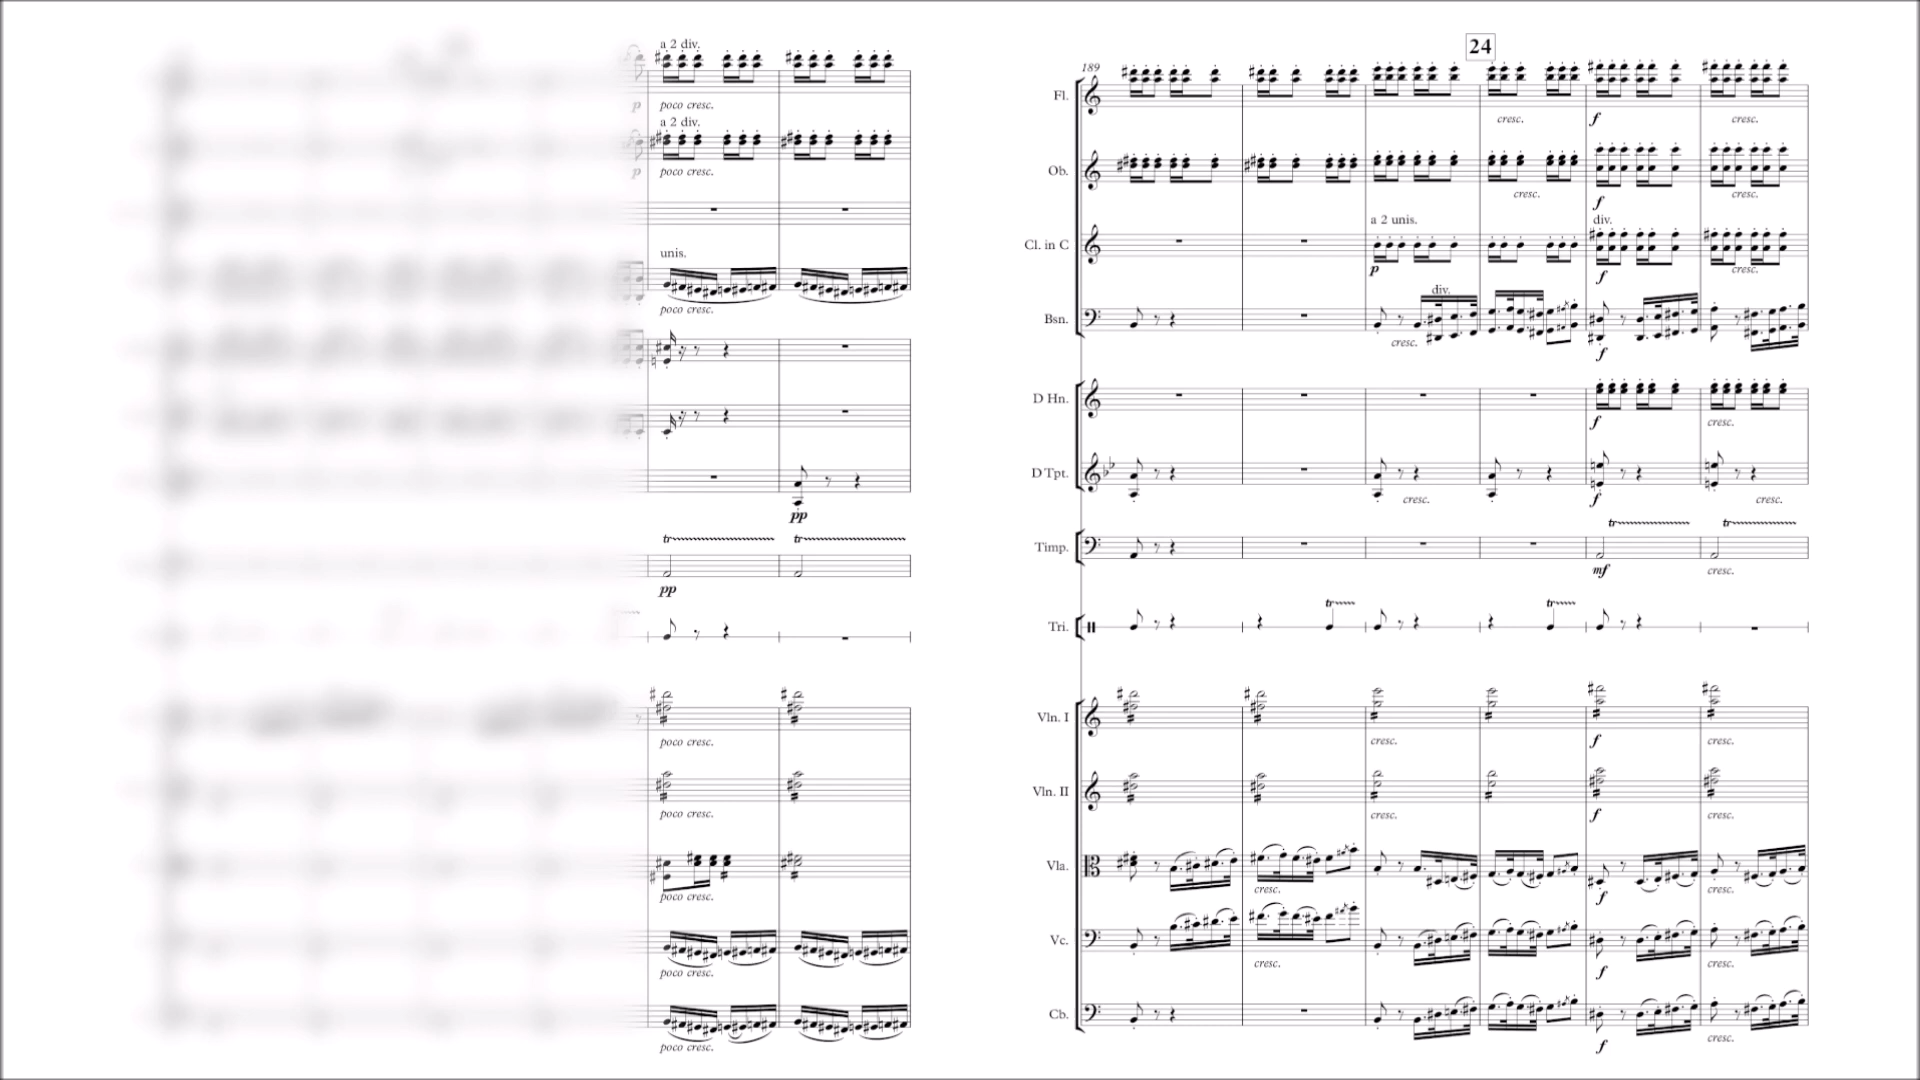 a 2 div.
p
poco cresc.
a 2 div.
p
poco cresc.
unis.
poco cresc.
pp
tr
tr
pp
poco cresc.
poco cresc.
poco cresc.
poco cresc.
poco cresc.
24
189
Fl.
cresc.
f
cresc.
Ob.
cresc.
f
cresc.
a 2 unis.
div.
Cl. in C
p
f
cresc.
div.
Bsn.
cresc.
f
D Hn.
f
cresc.
D Tpt.
cresc.
f
cresc.
tr
tr
Timp.
mf
cresc.
tr
tr
Tri.
Vln. I
cresc.
f
cresc.
Vln. II
cresc.
f
cresc.
Vla.
cresc.
f
cresc.
Vc.
cresc.
f
cresc.
Cb.
f
cresc.